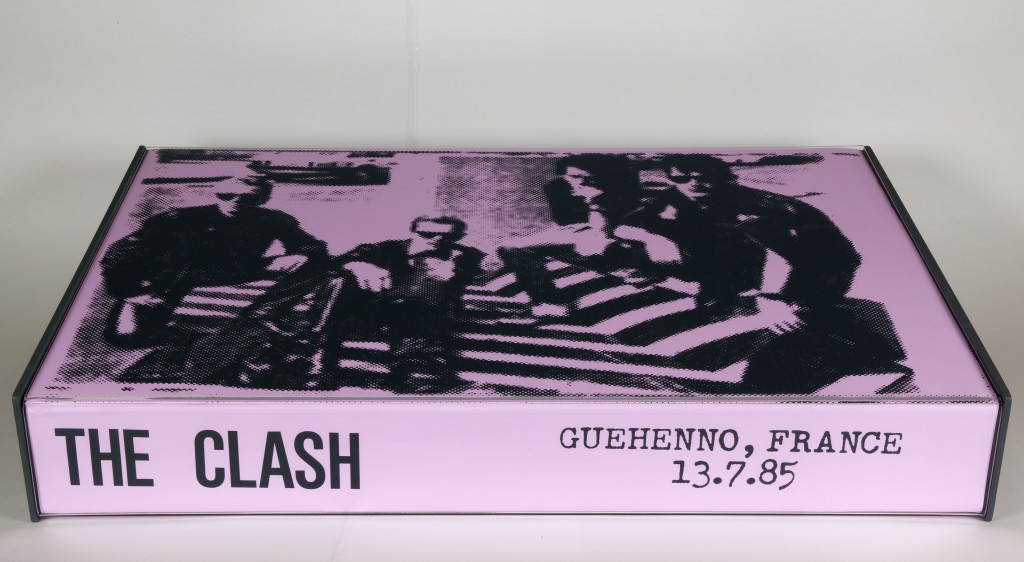 THE CLASH
GUEHENNO, FRANCE
13.7.85